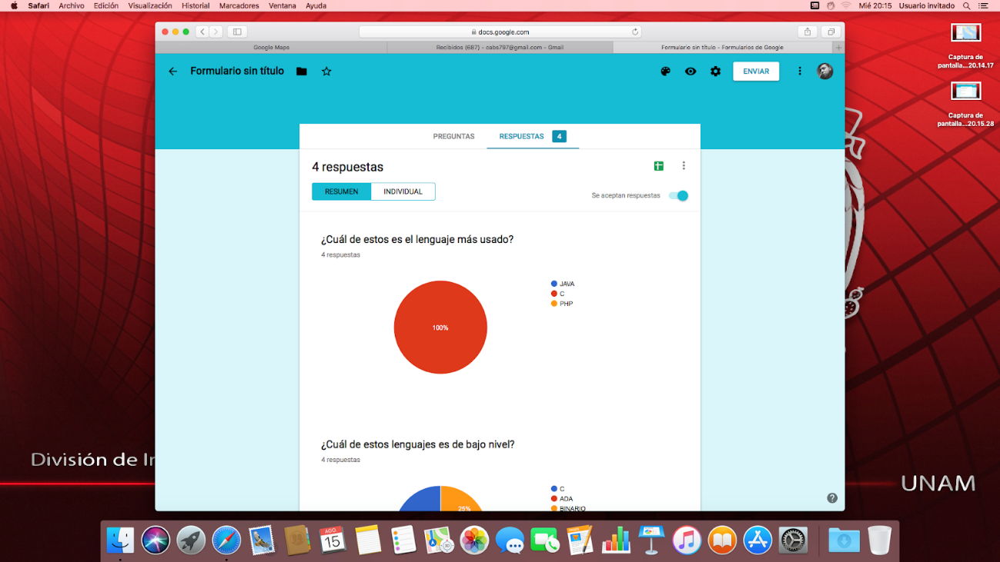 Safari Archivo Edición Visualización Historial Marcadores Ventana Ayuda Mié 20:15 Usuario invitado
docs.google.com
Google Maps Recibidos (687) - cabs797@gmail.com - Gmail Formulario sin título - Formularios de Google
Formulario sin título ENVIAR
Captura de
pantalla...20.14.17
Captura de
pantalla...20.15.28
PREGUNTAS RESPUESTAS 4
4 respuestas
RESUMEN INDIVIDUAL
Se aceptan respuestas
¿Cuál de estos es el lenguaje más usado?
4 respuestas
JAVA
C
PHP
100%
¿Cuál de estos lenguajes es de bajo nivel?
4 respuestas
C
ADA
BINARIO
25%
División de In
UNAM
AGO.
15